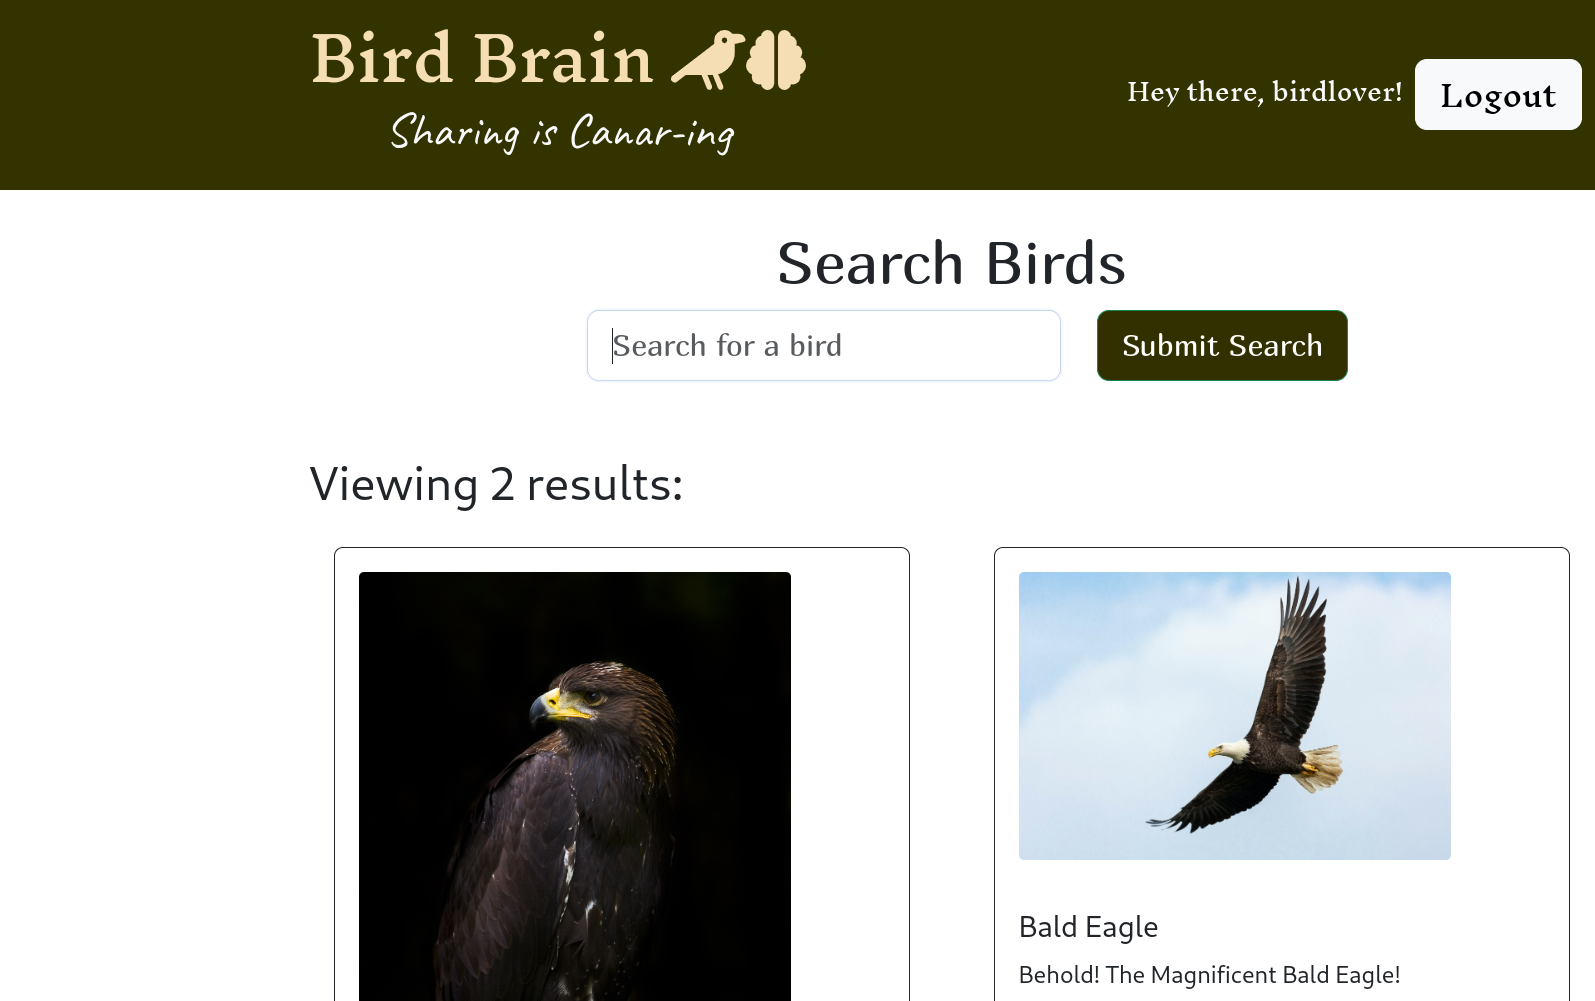 Bird Brain
Sharing is Canar-ing
Hey there, birdlover!
Logout
Search Birds
Search for a bird
Submit Search
Viewing 2 results:
Bald Eagle
Behold! The Magnificent Bald Eagle!